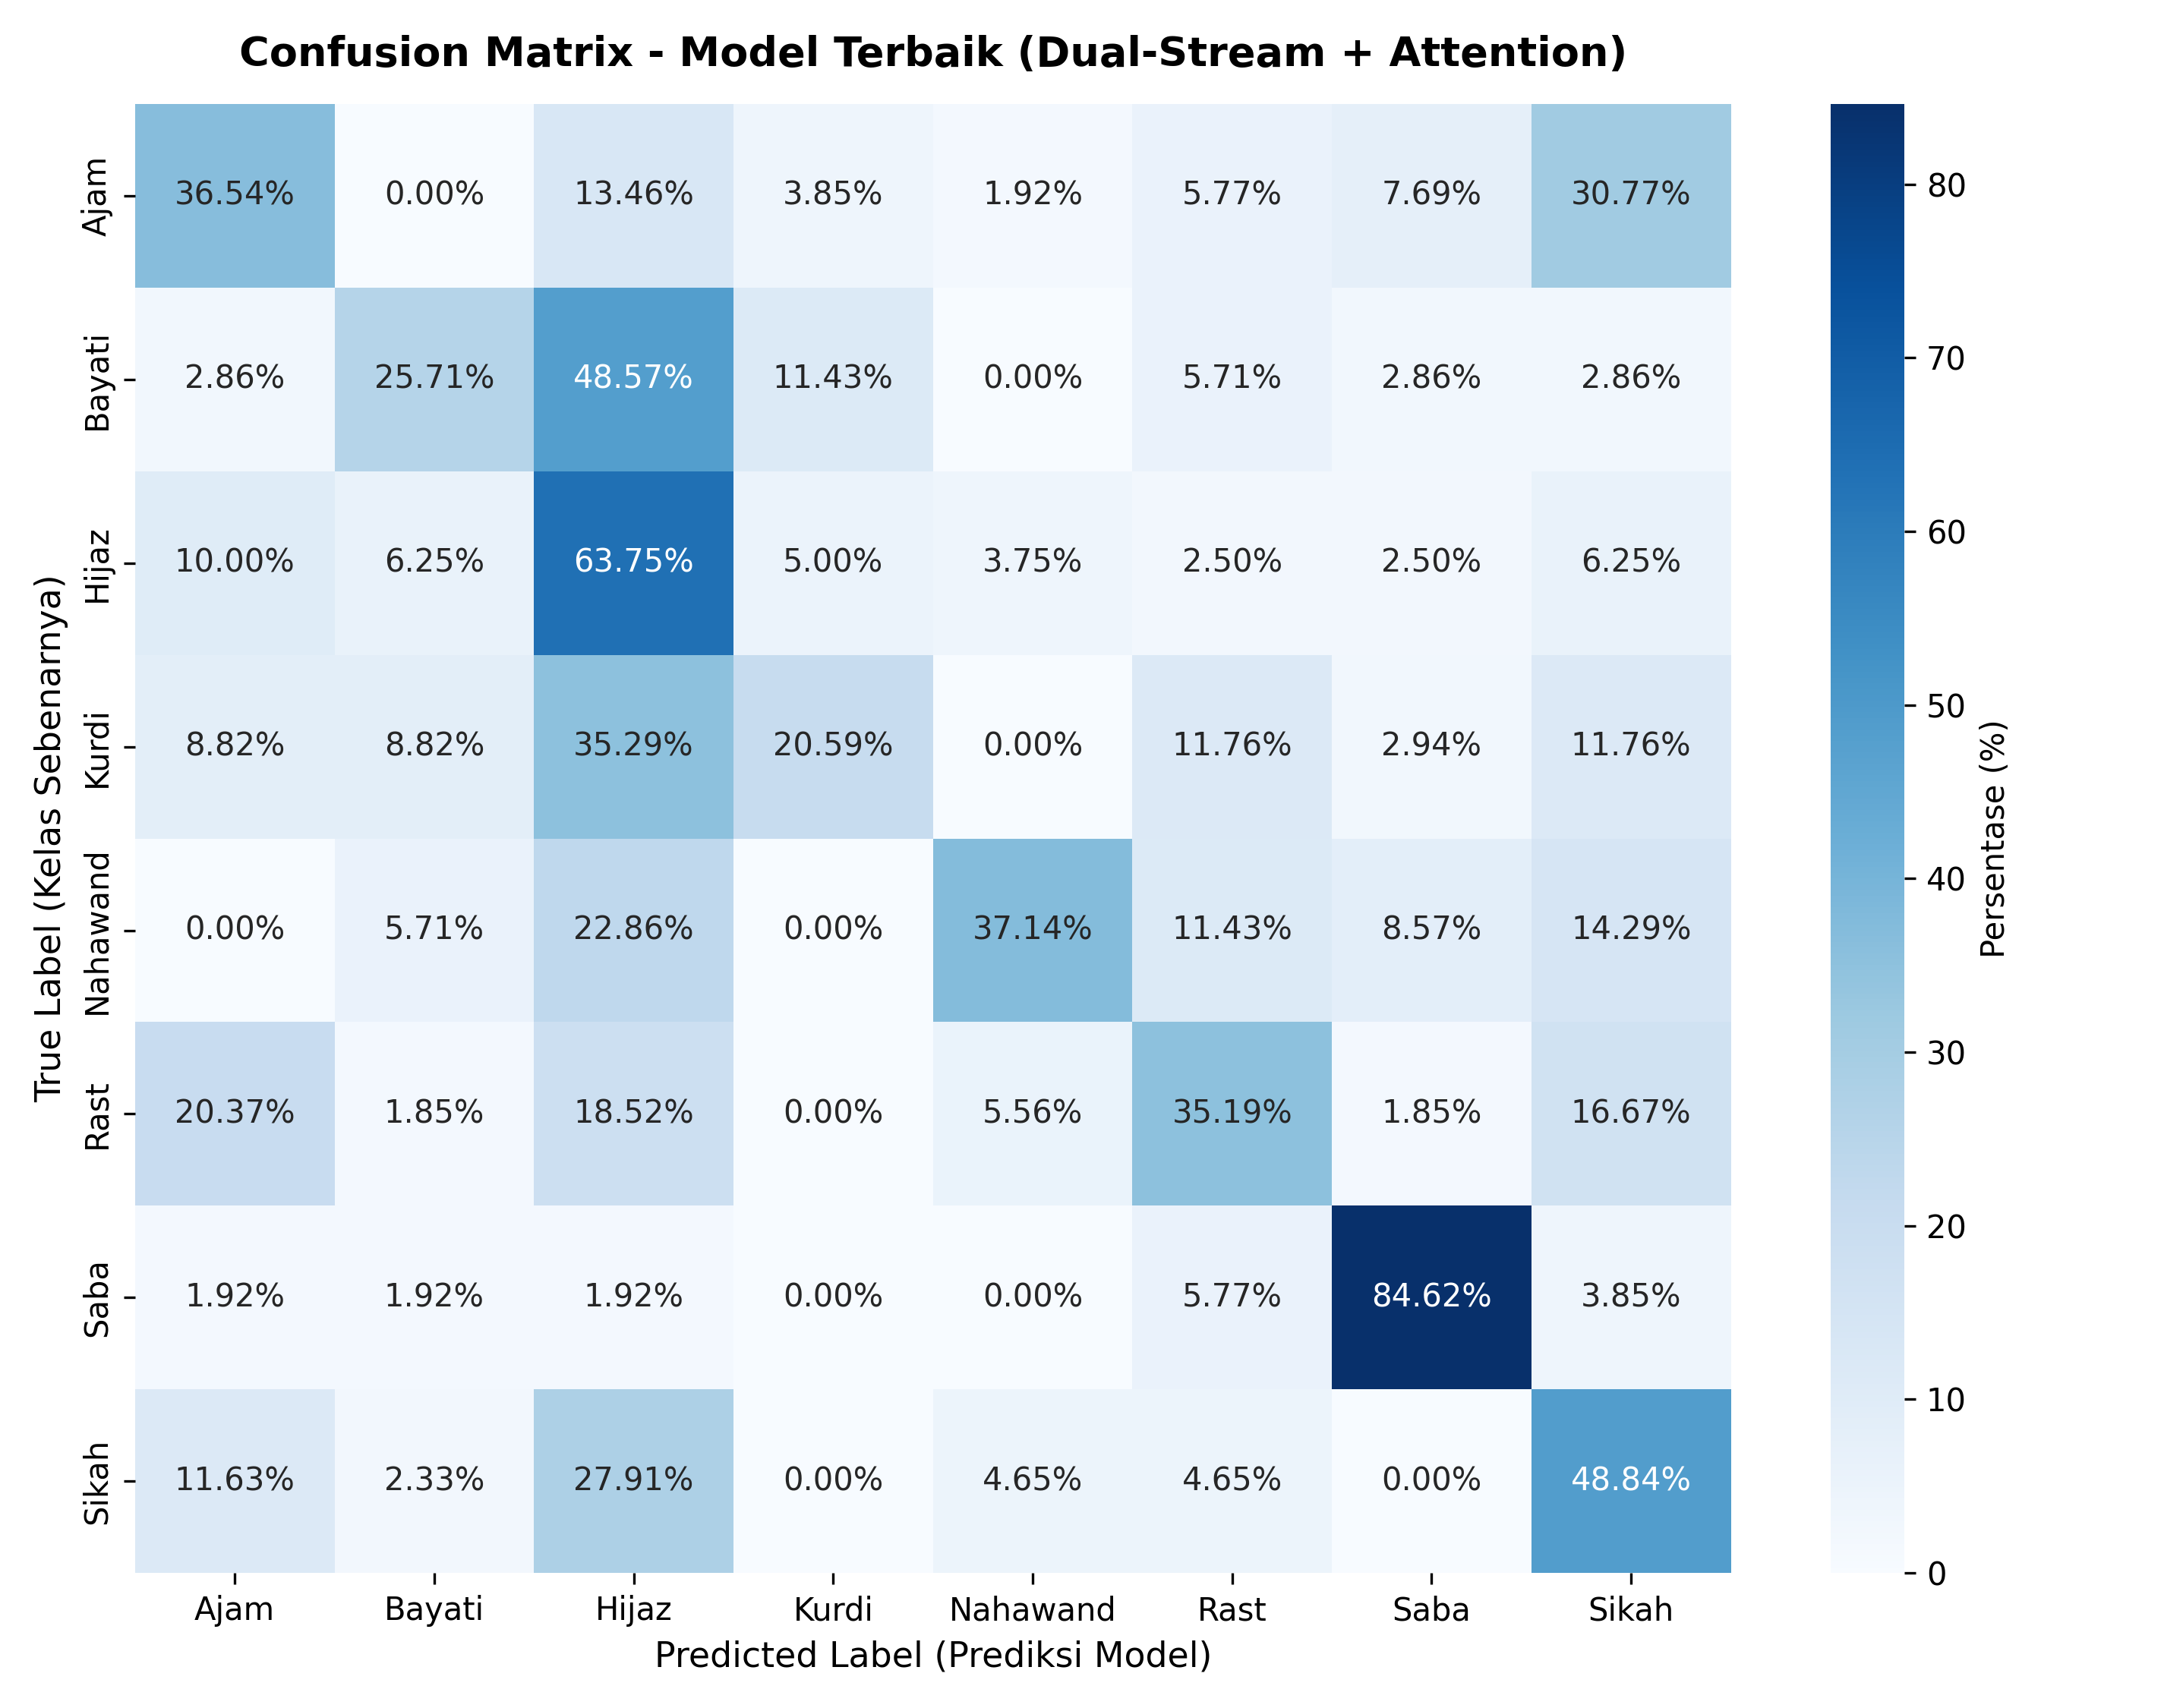 Confusion Matrix - Model Terbaik (Dual-Stream + Attention)
True Label (Kelas Sebenarnya)
Ajam 36.54% 0.00% 13.46% 3.85% 1.92% 5.77% 7.69% 30.77%
Bayati 2.86% 25.71% 48.57% 11.43% 0.00% 5.71% 2.86% 2.86%
Hijaz 10.00% 6.25% 63.75% 5.00% 3.75% 2.50% 2.50% 6.25%
Kurdi 8.82% 8.82% 35.29% 20.59% 0.00% 11.76% 2.94% 11.76%
Nahawand 0.00% 5.71% 22.86% 0.00% 37.14% 11.43% 8.57% 14.29%
Rast 20.37% 1.85% 18.52% 0.00% 5.56% 35.19% 1.85% 16.67%
Saba 1.92% 1.92% 1.92% 0.00% 0.00% 5.77% 84.62% 3.85%
Sikah 11.63% 2.33% 27.91% 0.00% 4.65% 4.65% 0.00% 48.84%
Ajam Bayati Hijaz Kurdi Nahawand Rast Saba Sikah
Predicted Label (Prediksi Model)
80
70
60
50
40
30
20
10
0
Persentase (%)